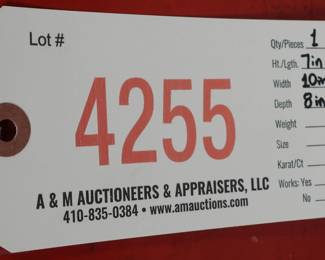 Lot #
4255
A & M AUCTIONEERS & APPRAISERS, LLC
410-835-0384 • www.amauctions.com
Qty/Pieces 1
Ht./Lgth. 7in
Width 10in
Depth 8in
Weight
Size
Karat/Ct
Works: Yes
No